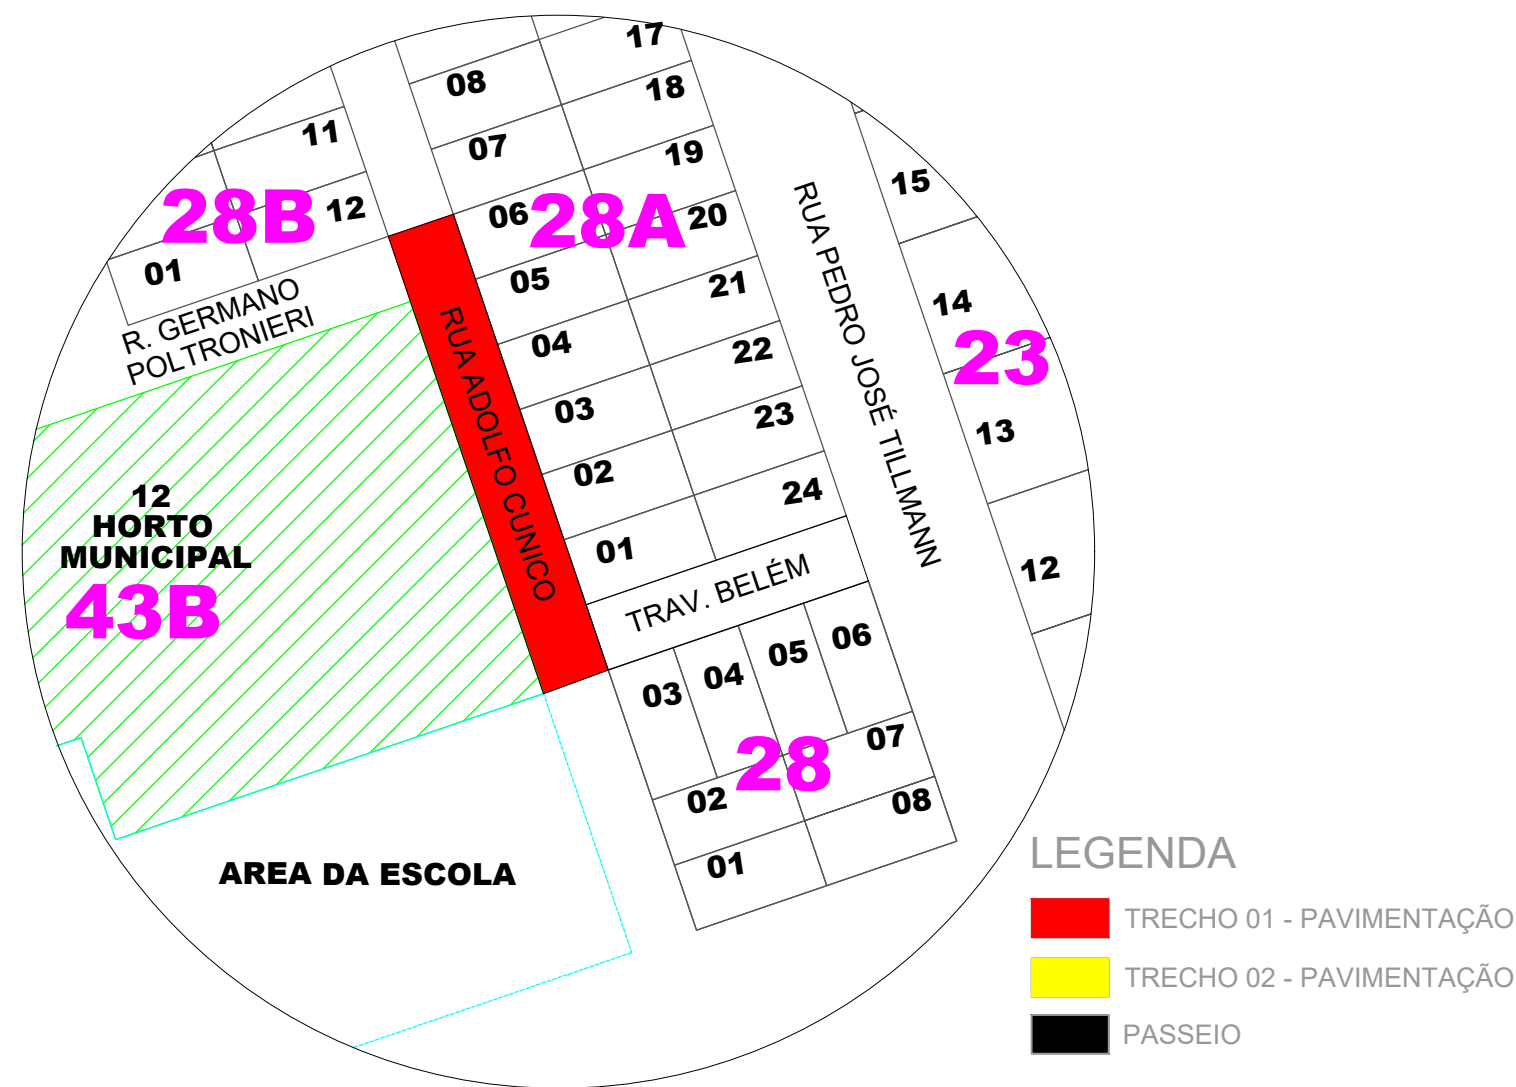 17
08
18
11
07
19
28B
12
06
28A
20
15
01
05
21
R. GERMANO
POLTRONIERI
RUA ADOLFO CUNICO
RUA PEDRO JOSÉ TILLMANN
14
04
22
23
03
23
13
02
24
12
HORTO
MUNICIPAL
43B
01
TRAV. BELÉM
12
03
04
05
06
28
07
02
08
01
AREA DA ESCOLA
LEGENDA
TRECHO 01 - PAVIMENTAÇÃO
TRECHO 02 - PAVIMENTAÇÃO
PASSEIO